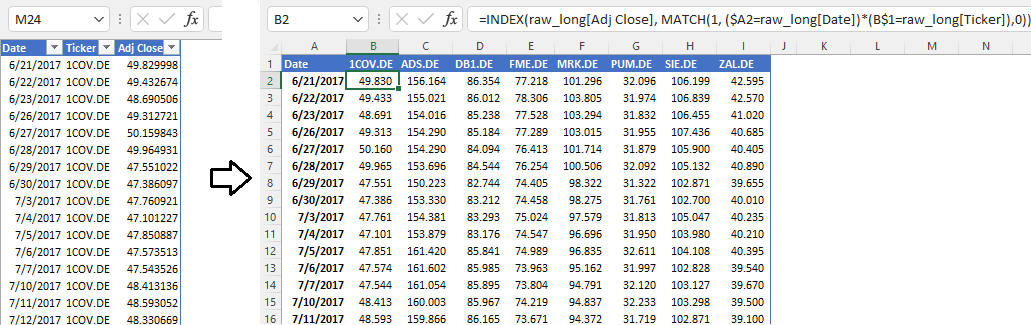 M24 fx
Date Ticker Adj Close
6/21/2017 1COV.DE 49.829998
6/22/2017 1COV.DE 49.432674
6/23/2017 1COV.DE 48.690506
6/26/2017 1COV.DE 49.312721
6/27/2017 1COV.DE 50.159843
6/28/2017 1COV.DE 49.964931
6/29/2017 1COV.DE 47.551022
6/30/2017 1COV.DE 47.386097
7/3/2017 1COV.DE 47.760921
7/4/2017 1COV.DE 47.101227
7/5/2017 1COV.DE 47.850887
7/6/2017 1COV.DE 47.573513
7/7/2017 1COV.DE 47.543526
7/10/2017 1COV.DE 48.413136
7/11/2017 1COV.DE 48.593052
7/12/2017 1COV.DE 48.330669
B2 fx =INDEX(raw_long[Adj Close], MATCH(1, ($A2=raw_long[Date])*(B$1=raw_long[Ticker]),0))
A B C D E F G H I J K L M N
1 Date 1COV.DE ADS.DE DB1.DE FME.DE MRK.DE PUM.DE SIE.DE ZAL.DE
2 6/21/2017 49.830 156.164 86.354 77.218 101.296 32.096 106.199 42.595
3 6/22/2017 49.433 155.021 86.012 78.306 103.805 31.974 106.839 42.570
4 6/23/2017 48.691 154.016 85.238 77.528 103.294 31.832 106.455 41.020
5 6/26/2017 49.313 154.290 85.184 77.289 103.015 31.955 107.436 40.685
6 6/27/2017 50.160 154.290 84.094 76.413 101.714 31.879 105.900 40.405
7 6/28/2017 49.965 153.696 84.544 76.254 100.506 32.092 105.132 40.890
8 6/29/2017 47.551 150.223 82.744 74.405 98.322 31.322 102.871 39.655
9 6/30/2017 47.386 153.330 83.212 74.458 98.275 31.761 102.700 40.010
10 7/3/2017 47.761 154.381 83.293 75.024 97.579 31.813 105.047 40.235
11 7/4/2017 47.101 153.879 83.176 74.547 96.696 31.950 103.980 40.210
12 7/5/2017 47.851 161.420 85.841 74.989 96.835 32.611 104.108 40.395
13 7/6/2017 47.574 161.602 85.985 73.963 95.162 31.997 102.828 39.540
14 7/7/2017 47.544 161.054 85.895 73.804 94.791 32.120 103.127 39.670
15 7/10/2017 48.413 160.003 85.967 74.219 94.837 32.233 103.298 39.500
16 7/11/2017 48.593 159.866 86.165 73.671 94.372 31.719 102.871 39.100